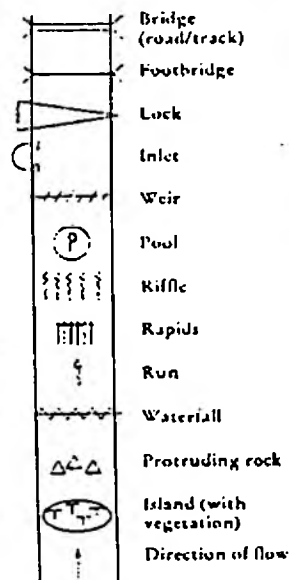 Bridge
(road/track)
Footbridge
Lock
Inlet
Weir
P
Pool
Riffle
Rapids
Run
Waterfall
Protruding rock
Island (with
vegetation)
Direction of flow